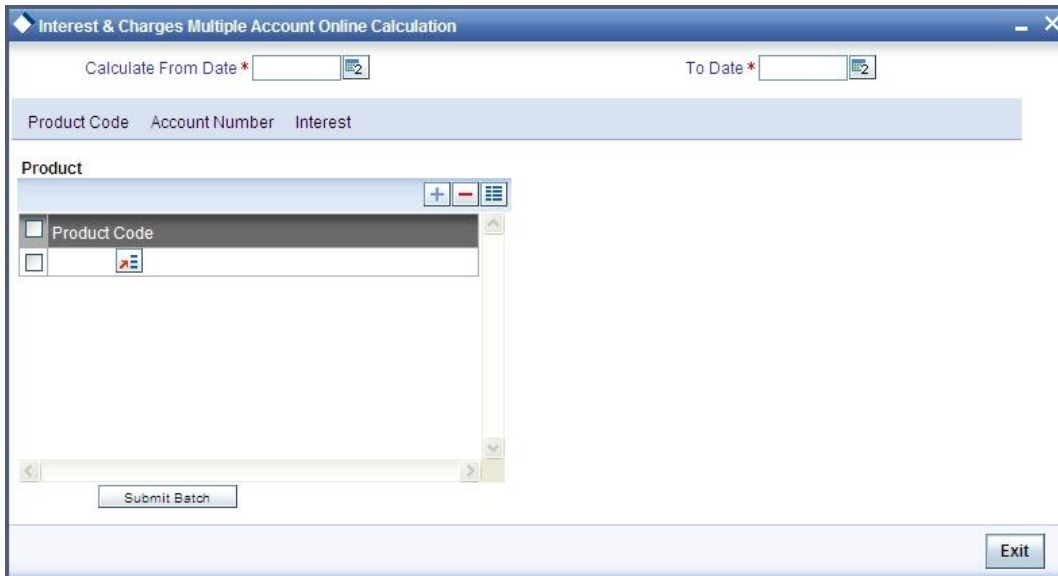 Interest & Charges Multiple Account Online Calculation
Calculate From Date * To Date *
Product Code Account Number Interest
Product
Product Code
Submit Batch
Exit